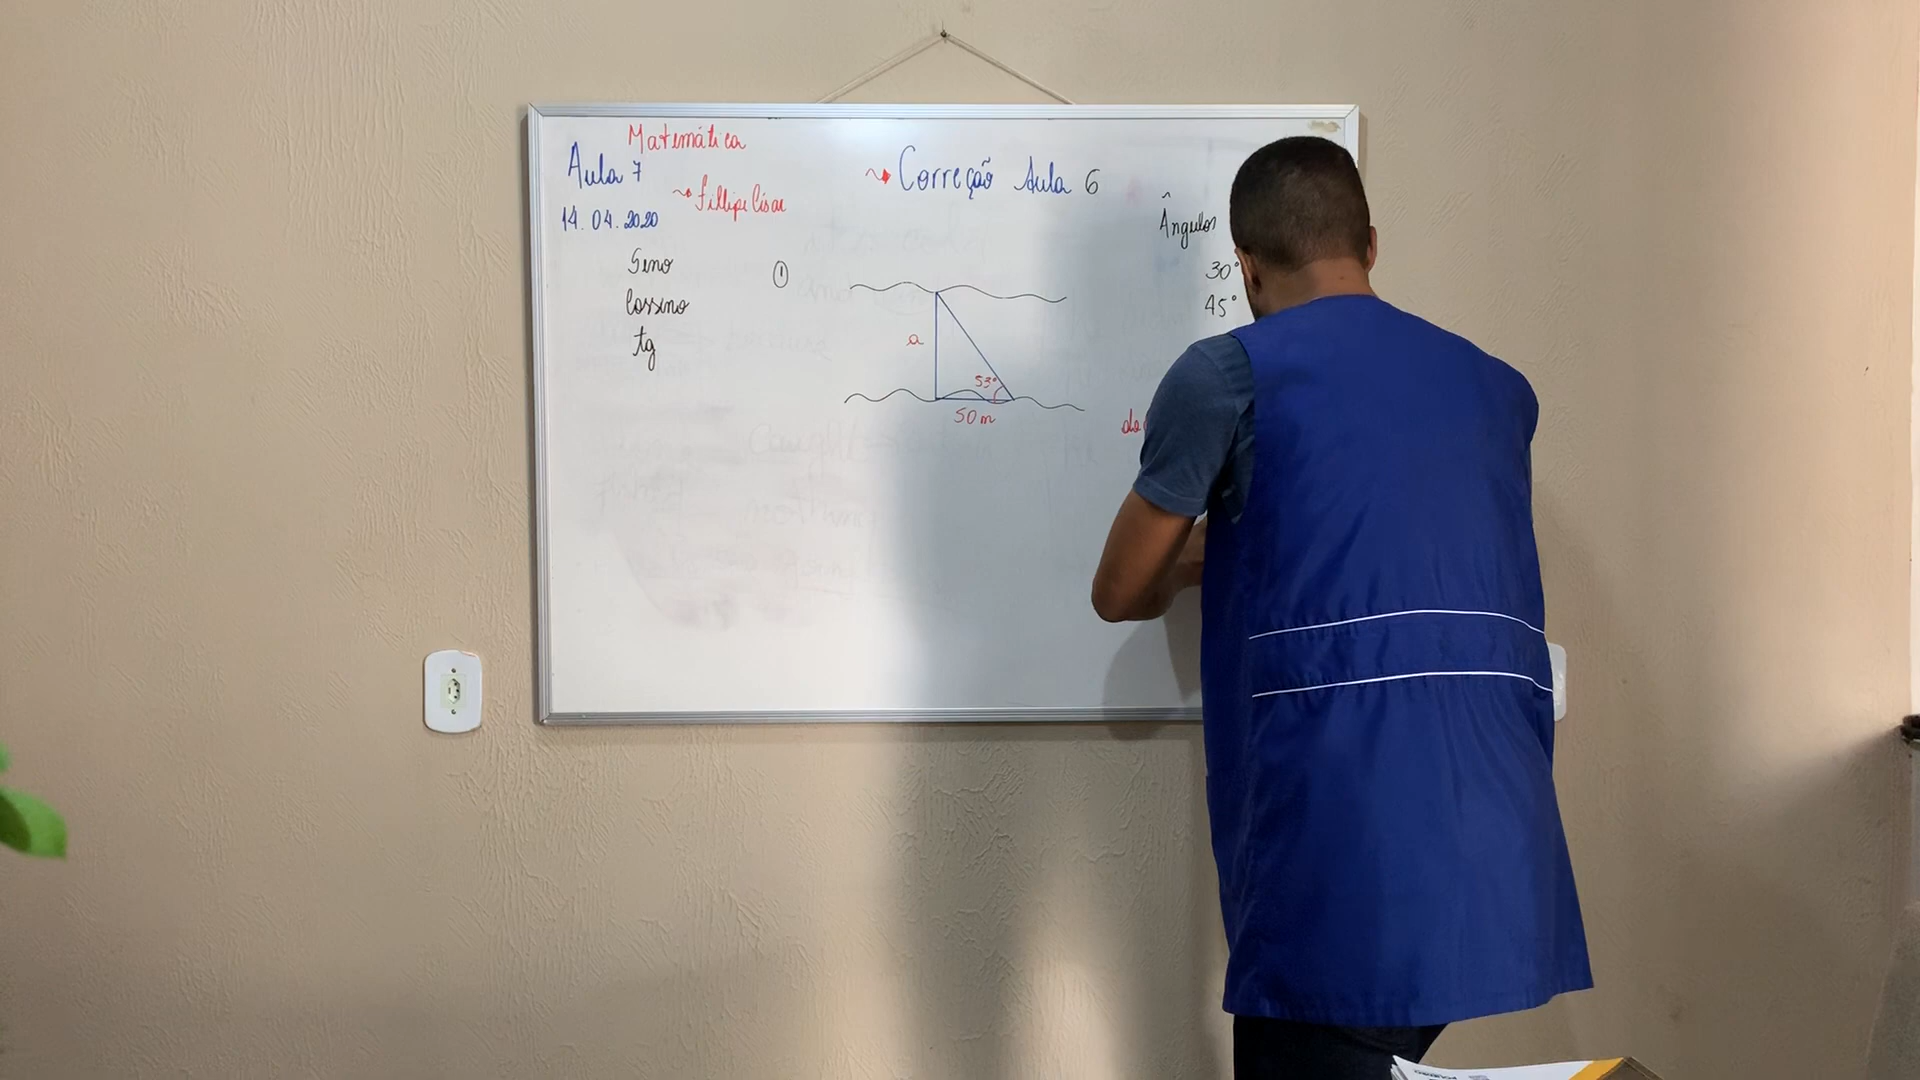 Matemática
Aula 7
~ Fillipe César
14.04.2020
Seno
Cosseno
tg
~ Correção Aula 6
1
a
53°
50 m
Ângulos
30°
45°